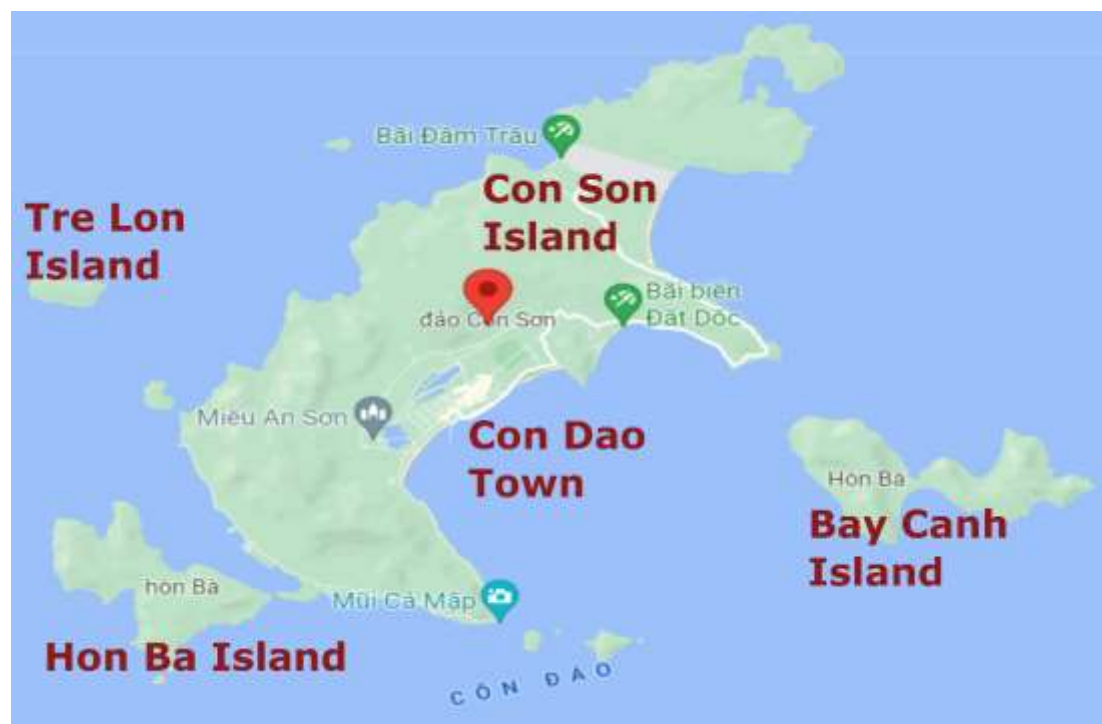 Bãi Đầm Trầu
Con Son
Island
Tre Lon
Island
Bãi biển
Đất Dốc
đảo Côn Sơn
Miếu An Sơn
Con Dao
Town
Hòn Bà
Bay Canh
Island
hòn Bà
Mũi Cá Mập
Hon Ba Island
CÔN ĐẢO